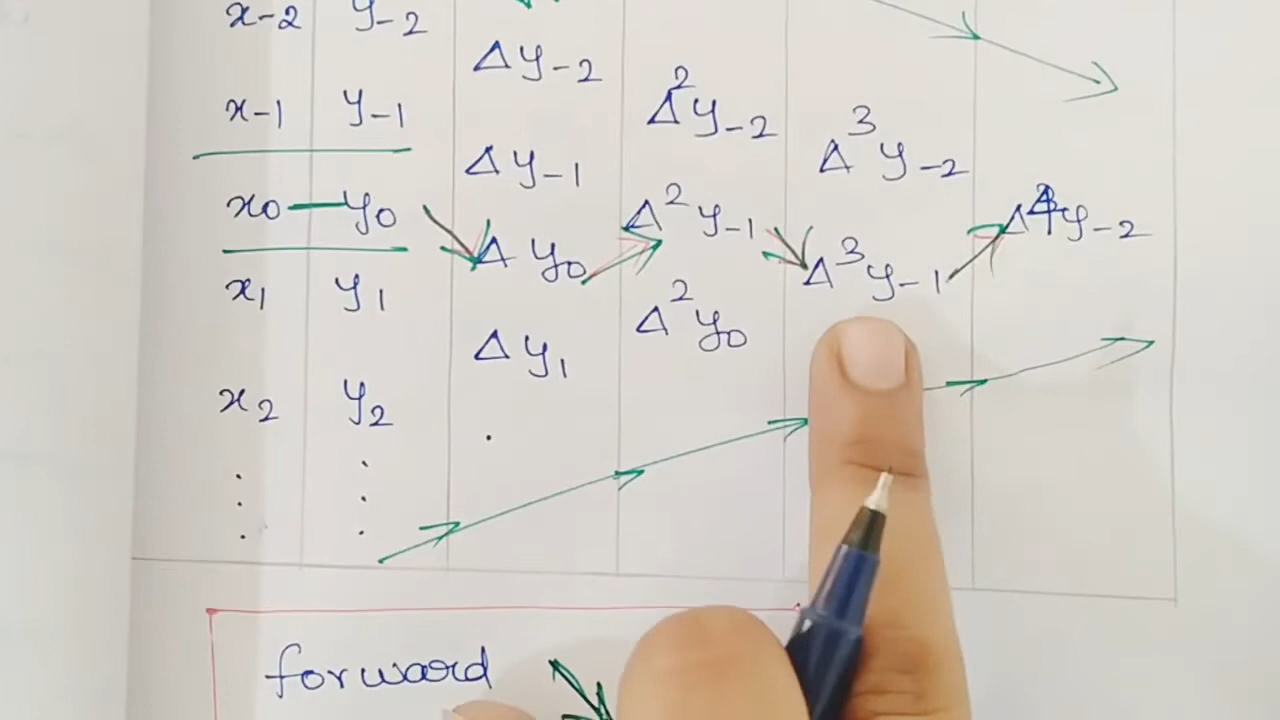 x-2 y-2
Δy-2
Δ²y-2
x-1 y-1
Δ³y-2
Δy-1
x0 y0
Δ²y-1
Δ⁴y-2
Δy0
Δ³y-1
x1 y1
Δ²y0
Δy1
x2 y2
forward